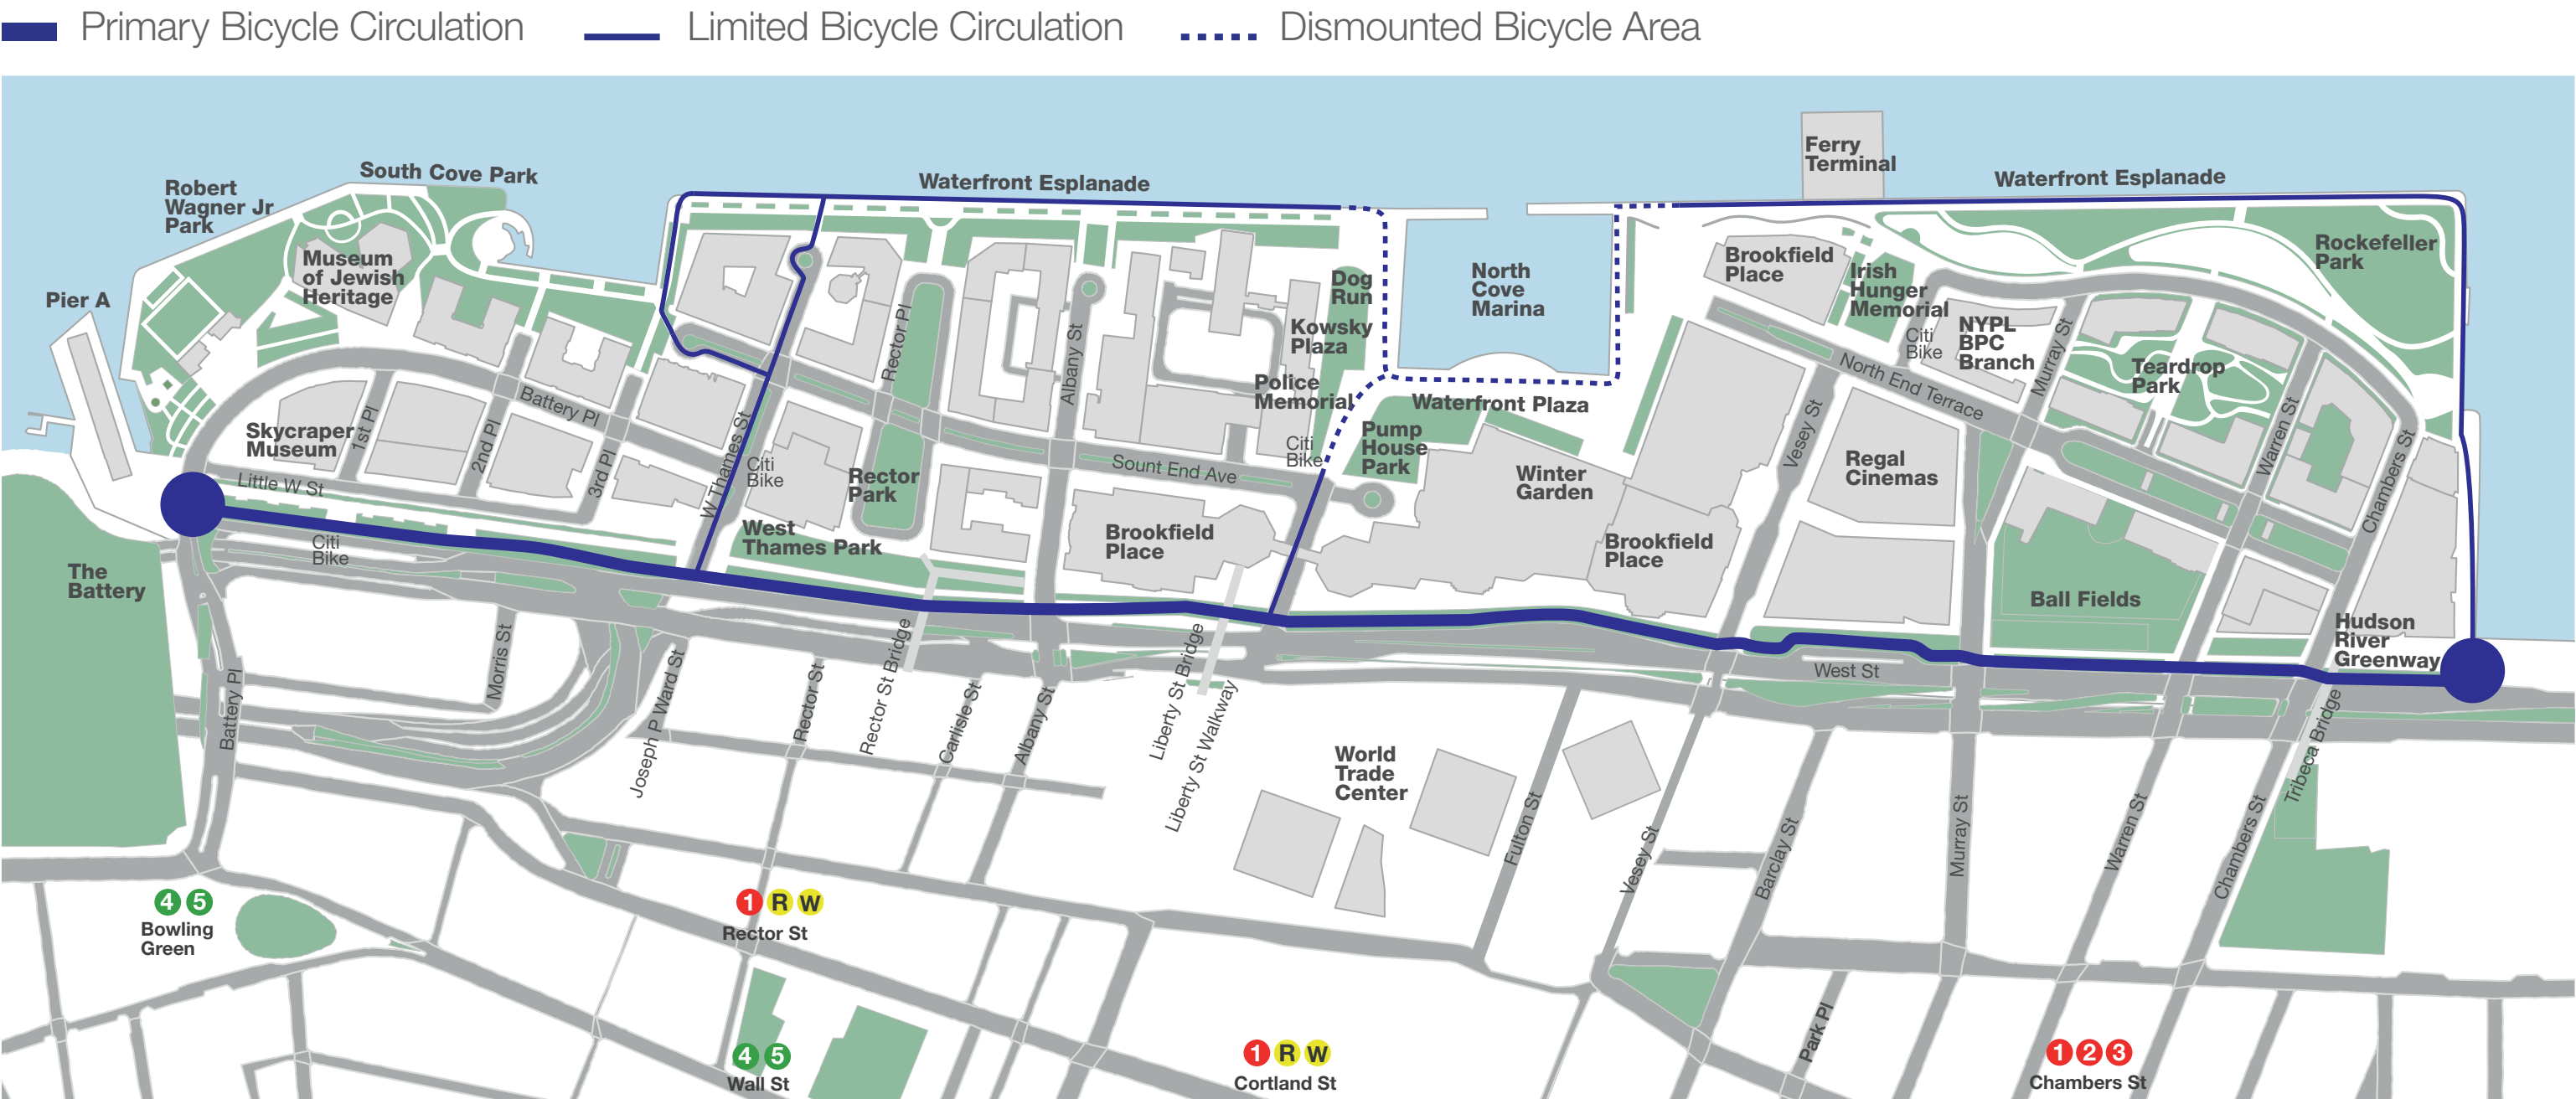 Primary Bicycle Circulation
Limited Bicycle Circulation
Dismounted Bicycle Area
Ferry
Terminal
South Cove Park
Waterfront Esplanade
Waterfront Esplanade
Robert
Wagner Jr
Park
Museum
of Jewish
Heritage
Pier A
Dog
Run
Kowsky
Plaza
Police
Memorial
North
Cove
Marina
Brookfield
Place
Irish
Hunger
Memorial
Rockefeller
Park
Citi
Bike
NYPL
BPC
Branch
Murray St
Teardrop
Park
North End Terrace
Rector Pl
Albany St
Battery Pl
Waterfront Plaza
Pump
House
Park
Skycraper
Museum
1st Pl
2nd Pl
3rd Pl
W Thames St
Citi
Bike
Rector
Park
Sount End Ave
Citi
Bike
Winter
Garden
Vesey St
Regal
Cinemas
Warren St
Chambers St
Little W St
West
Thames Park
Brookfield
Place
Brookfield
Place
Citi
Bike
The
Battery
Ball Fields
Hudson
River
Greenway
West St
Battery Pl
Morris St
Joseph P Ward St
Rector St
Rector St Bridge
Carlisle St
Albany St
Liberty St Bridge
Liberty St Walkway
World
Trade
Center
Fulton St
Vesey St
Barclay St
Murray St
Warren St
Chambers St
Tribeca Bridge
4 5
Bowling
Green
1 R W
Rector St
4 5
Wall St
1 R W
Cortland St
Park Pl
1 2 3
Chambers St